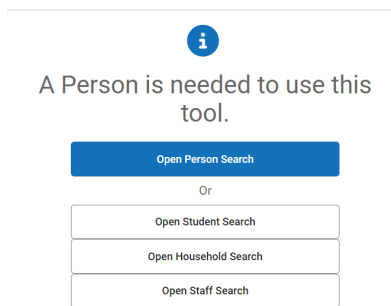 A Person is needed to use this
tool.
Open Person Search
Or
Open Student Search
Open Household Search
Open Staff Search